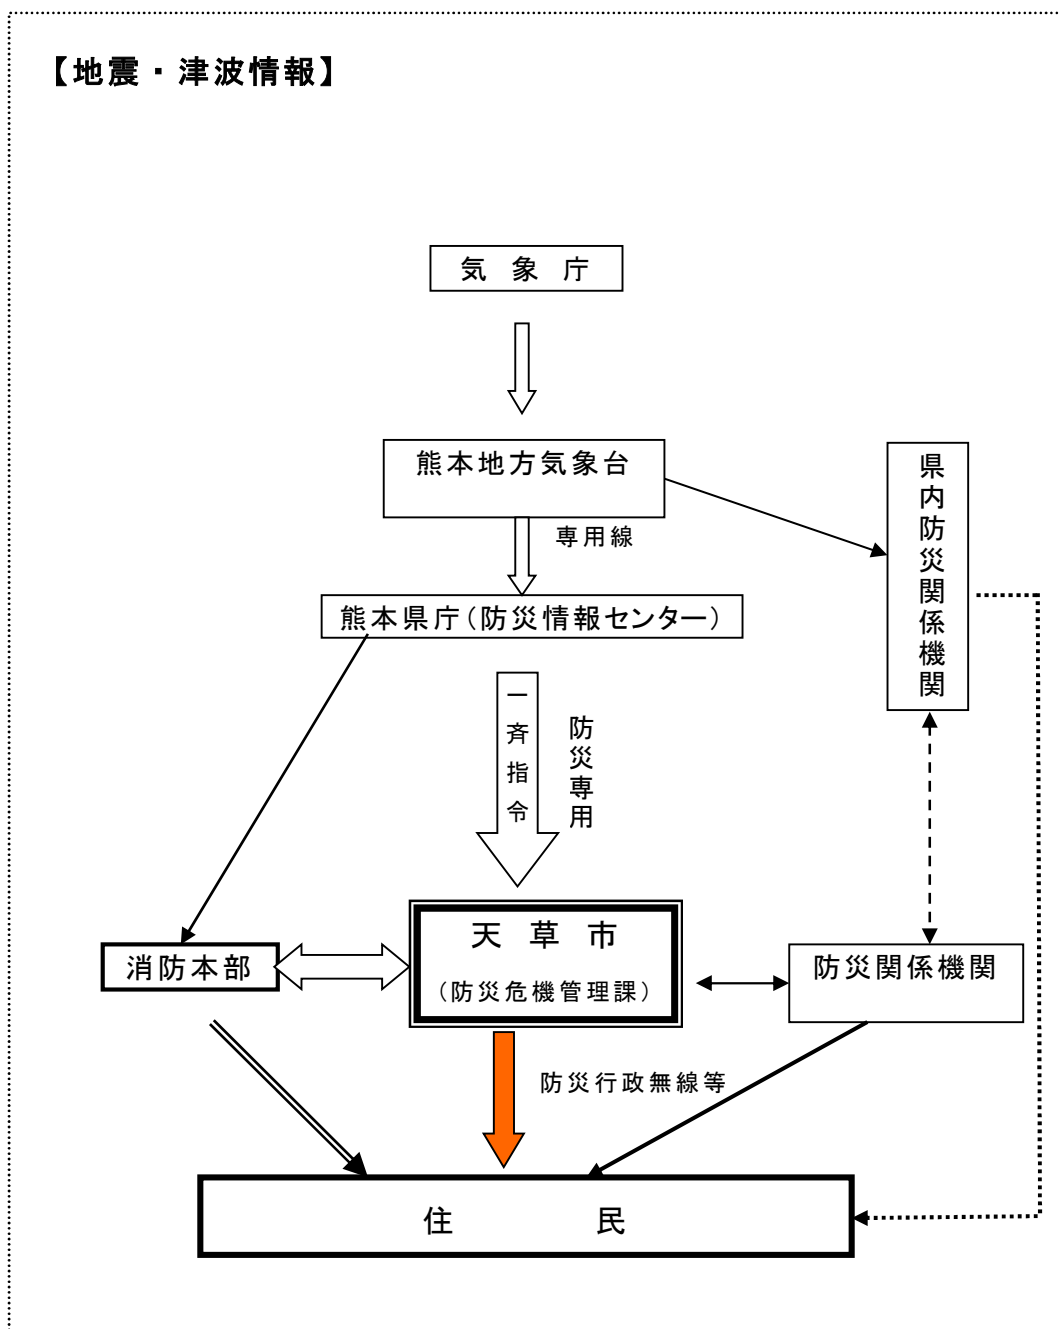 【地震・津波情報】
気象庁
熊本地方気象台
専用線
県内防災関係機関
熊本県庁(防災情報センター)
一斉指令
防災専用
天草市
(防災危機管理課)
消防本部
防災関係機関
防災行政無線等
住民